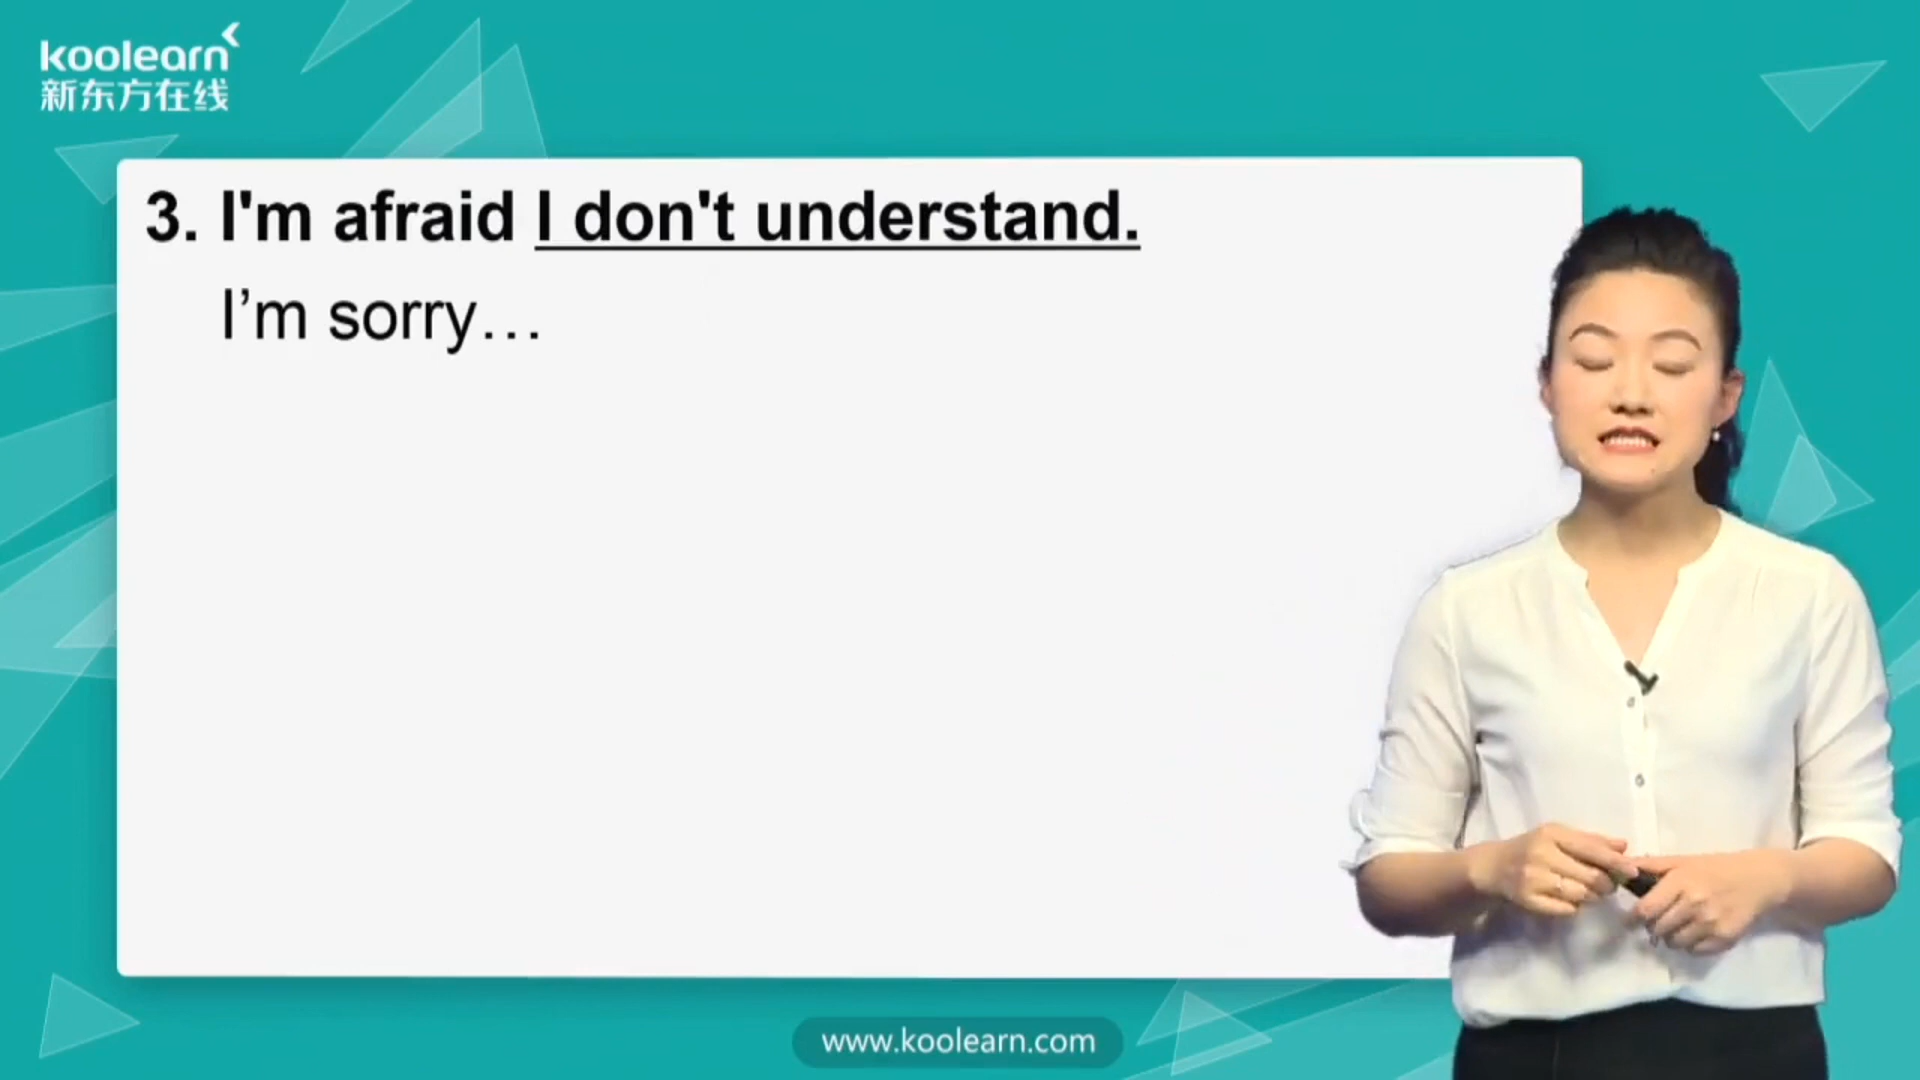 koolearn
新东方在线
3. I'm afraid I don't understand.
I’m sorry…
www.koolearn.com